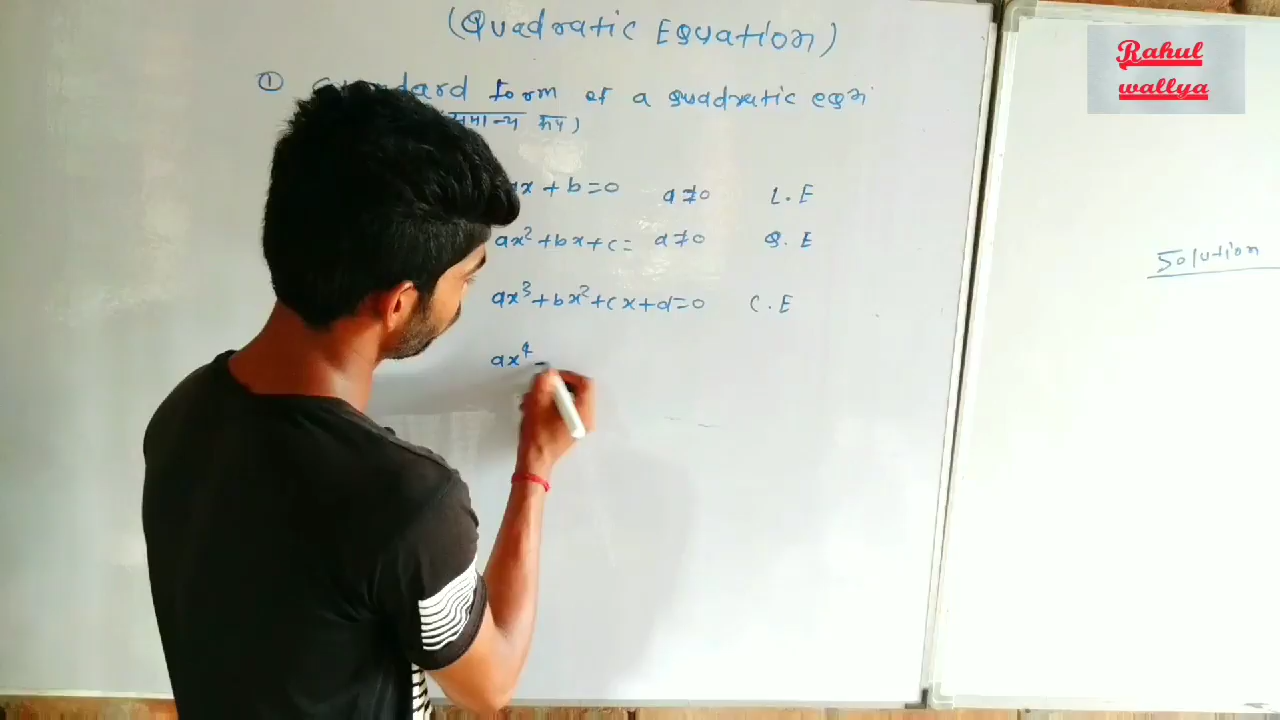 (Quadratic Equation)
① Standard form of a quadratic eqn
रूप)
ax + b = 0 a ≠ 0 L. E
ax² + bx + c = a ≠ 0 Q. E
ax³ + bx² + cx + d = 0 C. E
ax⁴ -
Rahul
wallya
Solution